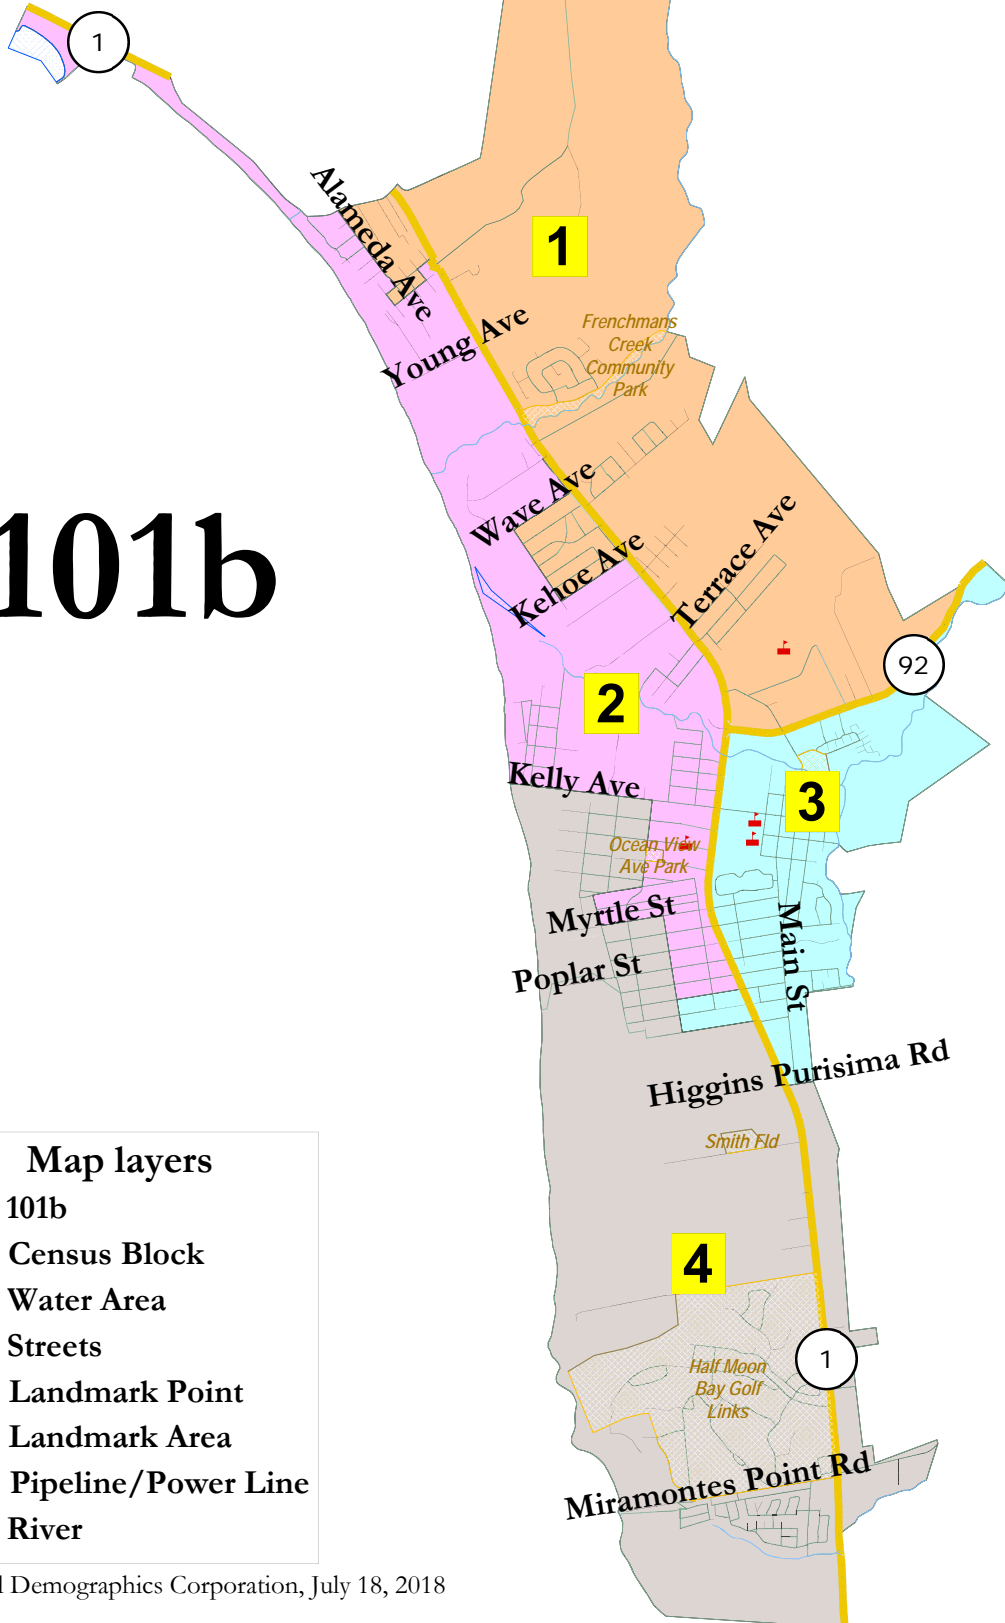 1
Alameda Ave
1
Young Ave
Frenchmans
Creek
Community
Park
Wave Ave
101b
Kehoe Ave
Terrace Ave
92
2
Kelly Ave
3
Ocean View
Ave Park
Myrtle St
Main St
Poplar St
Higgins Purisima Rd
Smith Fld
Map layers
101b
Census Block
Water Area
Streets
Landmark Point
Landmark Area
Pipeline/Power Line
River
4
1
Half Moon
Bay Golf
Links
Miramontes Point Rd
Demographics Corporation, July 18, 2018